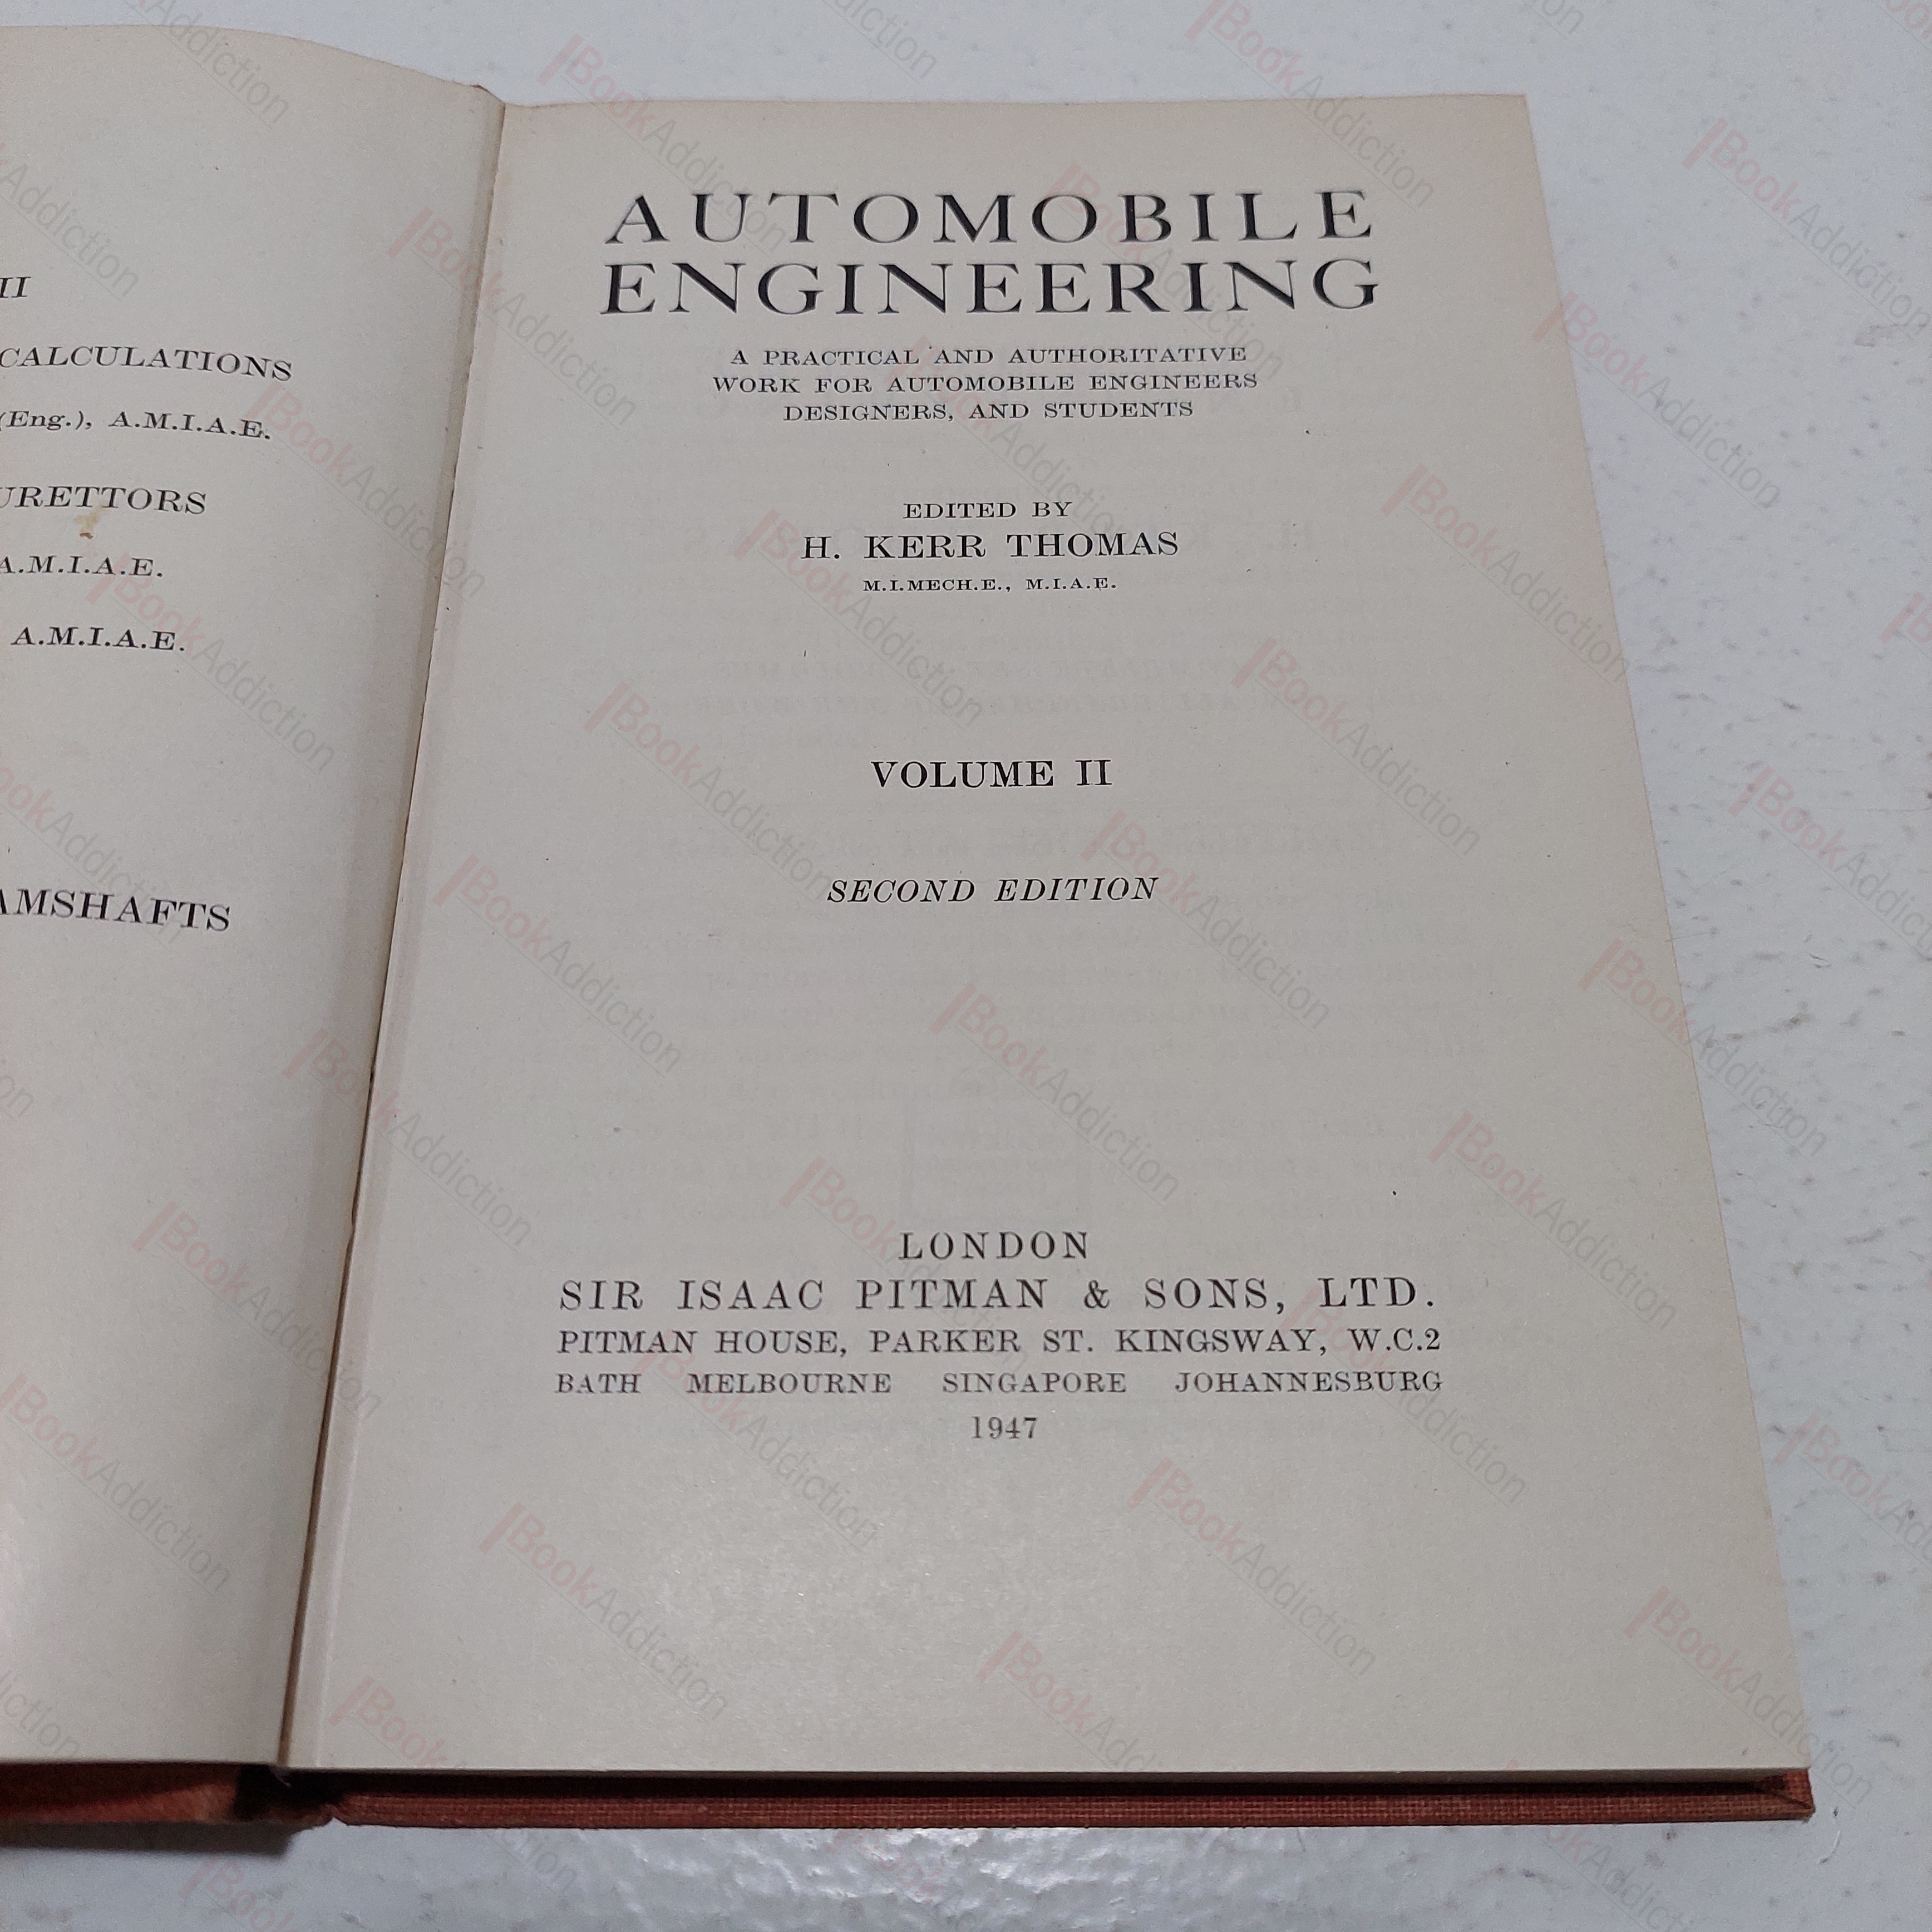 II
CALCULATIONS
(Eng.), A.M.I.A.E.
A.M.I.A.E.
A.M.I.A.E.
AUTOMOBILE
ENGINEERING
A PRACTICAL AND AUTHORITATIVE
WORK FOR AUTOMOBILE ENGINEERS
DESIGNERS, AND STUDENTS
EDITED BY
H. KERR THOMAS
M.I.MECH.E., M.I.A.E.
VOLUME II
SECOND EDITION
LONDON
SIR ISAAC PITMAN & SONS, LTD.
PITMAN HOUSE, PARKER ST. KINGSWAY, W.C.2
BATH MELBOURNE SINGAPORE JOHANNESBURG
1947
BookAddiction